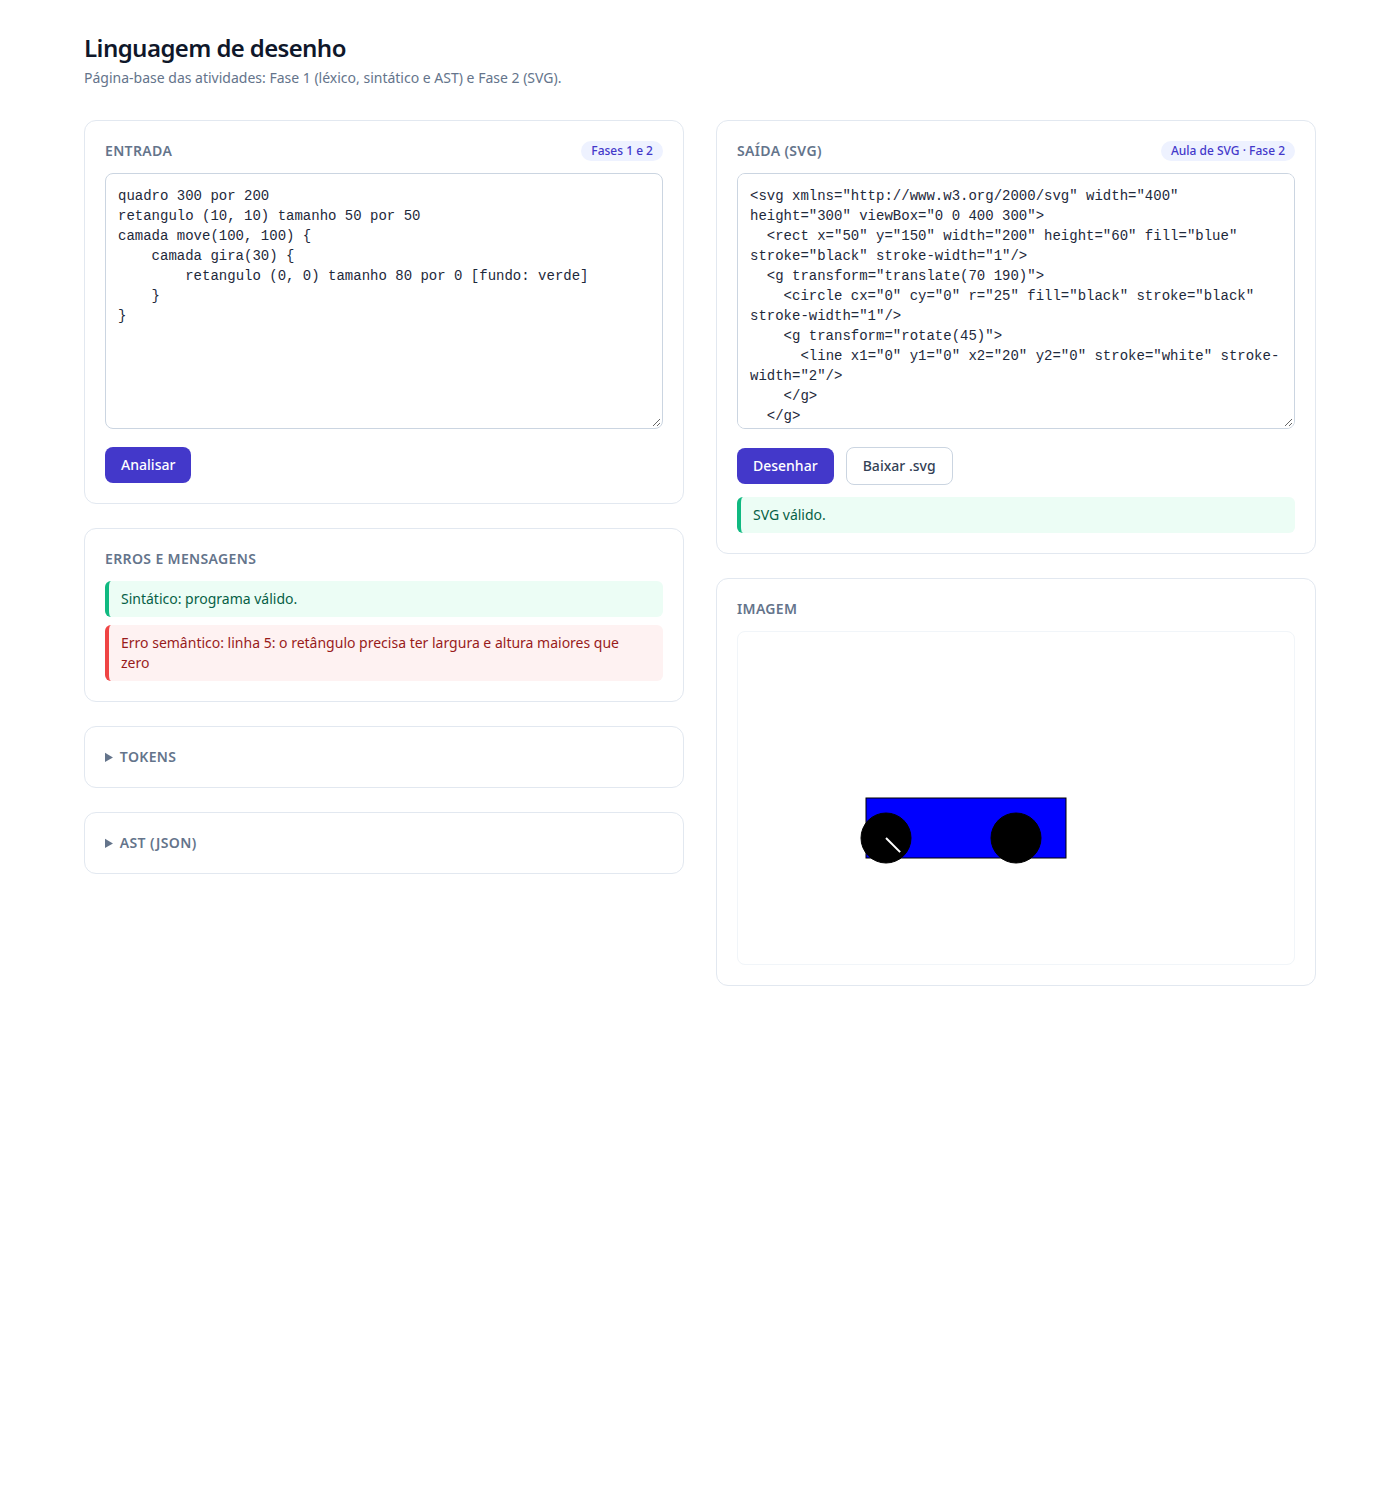 Linguagem de desenho
Página-base das atividades: Fase 1 (léxico, sintático e AST) e Fase 2 (SVG).
ENTRADA
Fases 1 e 2
quadro 300 por 200
retangulo (10, 10) tamanho 50 por 50
camada move(100, 100) {
    camada gira(30) {
        retangulo (0, 0) tamanho 80 por 0 [fundo: verde]
    }
}
Analisar
ERROS E MENSAGENS
Sintático: programa válido.
Erro semântico: linha 5: o retângulo precisa ter largura e altura maiores que
zero
TOKENS
AST (JSON)
SAÍDA (SVG)
Aula de SVG · Fase 2
<svg xmlns="http://www.w3.org/2000/svg" width="400"
height="300" viewBox="0 0 400 300">
  <rect x="50" y="150" width="200" height="60" fill="blue"
stroke="black" stroke-width="1"/>
  <g transform="translate(70 190)">
    <circle cx="0" cy="0" r="25" fill="black" stroke="black"
stroke-width="1"/>
    <g transform="rotate(45)">
      <line x1="0" y1="0" x2="20" y2="0" stroke="white" stroke-
width="2"/>
    </g>
  </g>
Desenhar
Baixar .svg
SVG válido.
IMAGEM